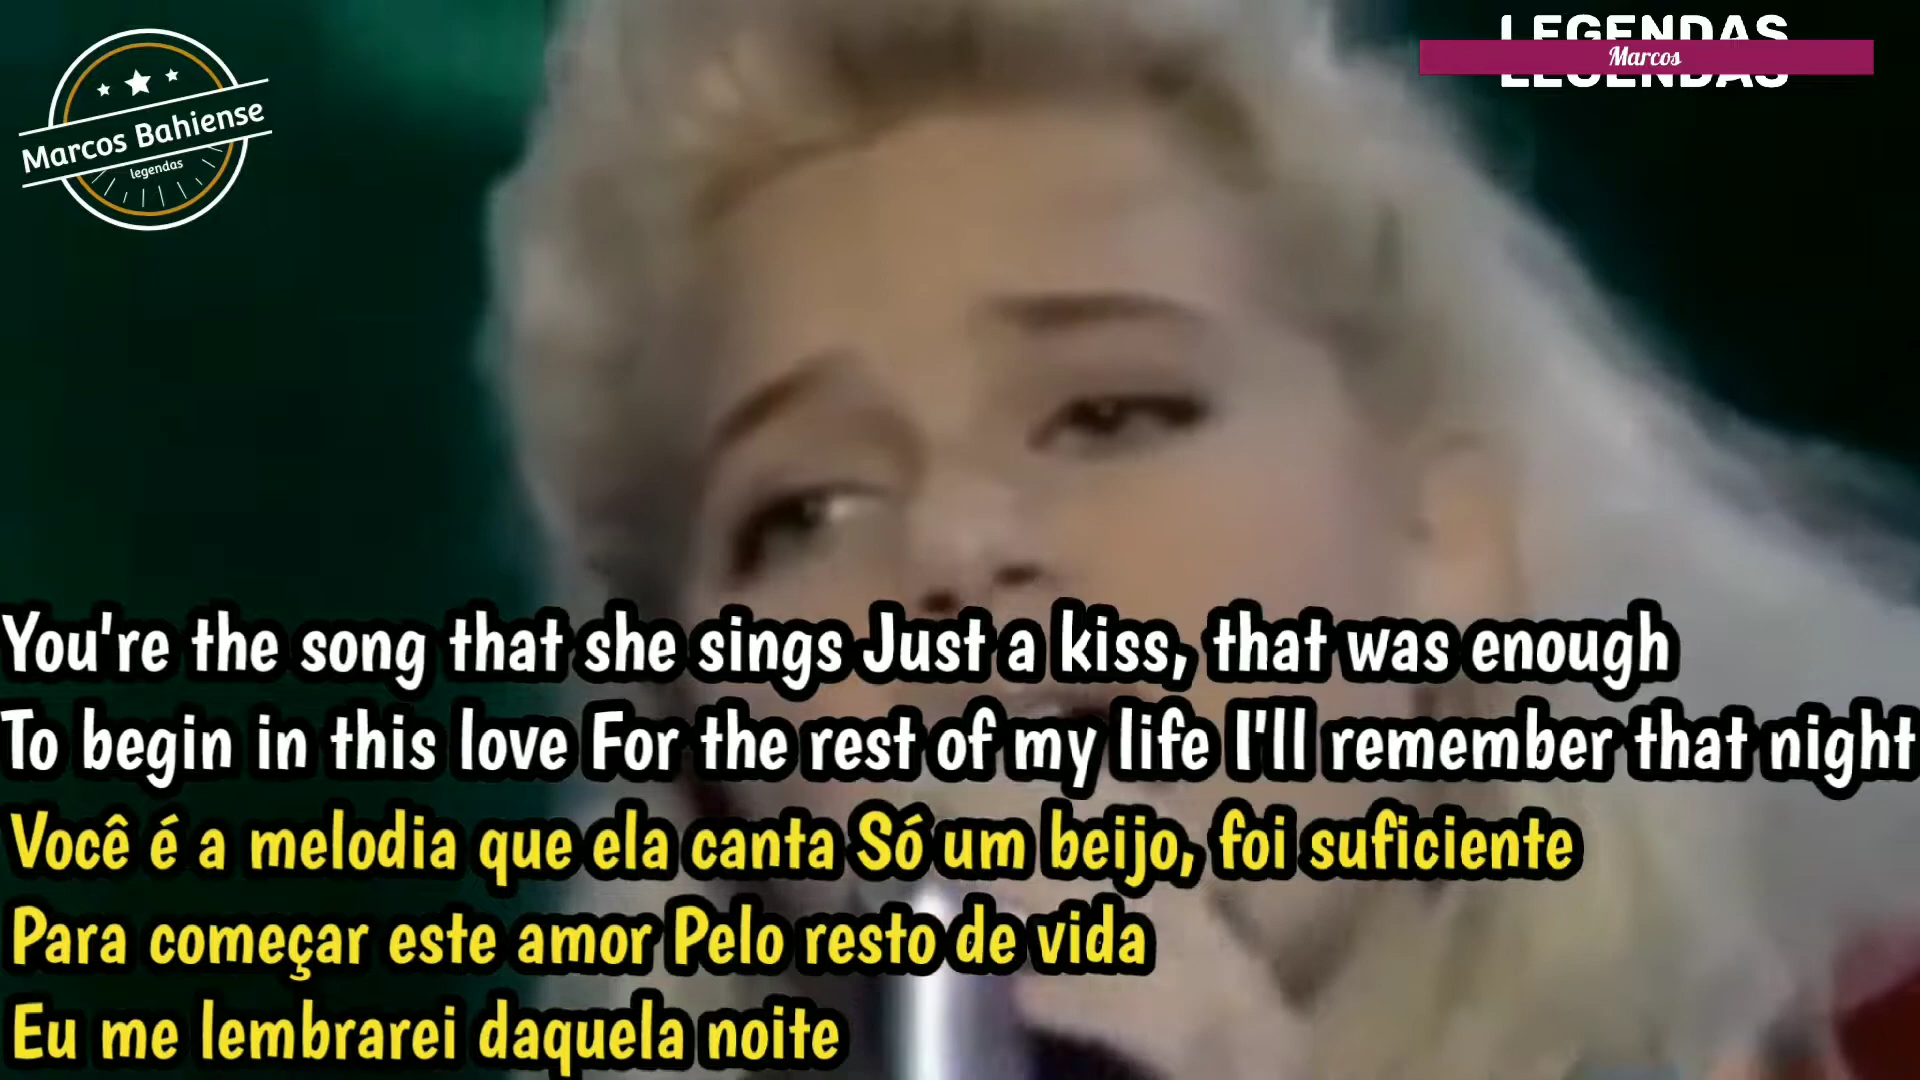 Marcos Bahiense
legendas
LEGENDAS
Marcos
LEGENDAS
You're the song that she sings Just a kiss, that was enough
To begin in this love For the rest of my life I'll remember that night
Você é a melodia que ela canta Só um beijo, foi suficiente
Para começar este amor Pelo resto de vida
Eu me lembrarei daquela noite